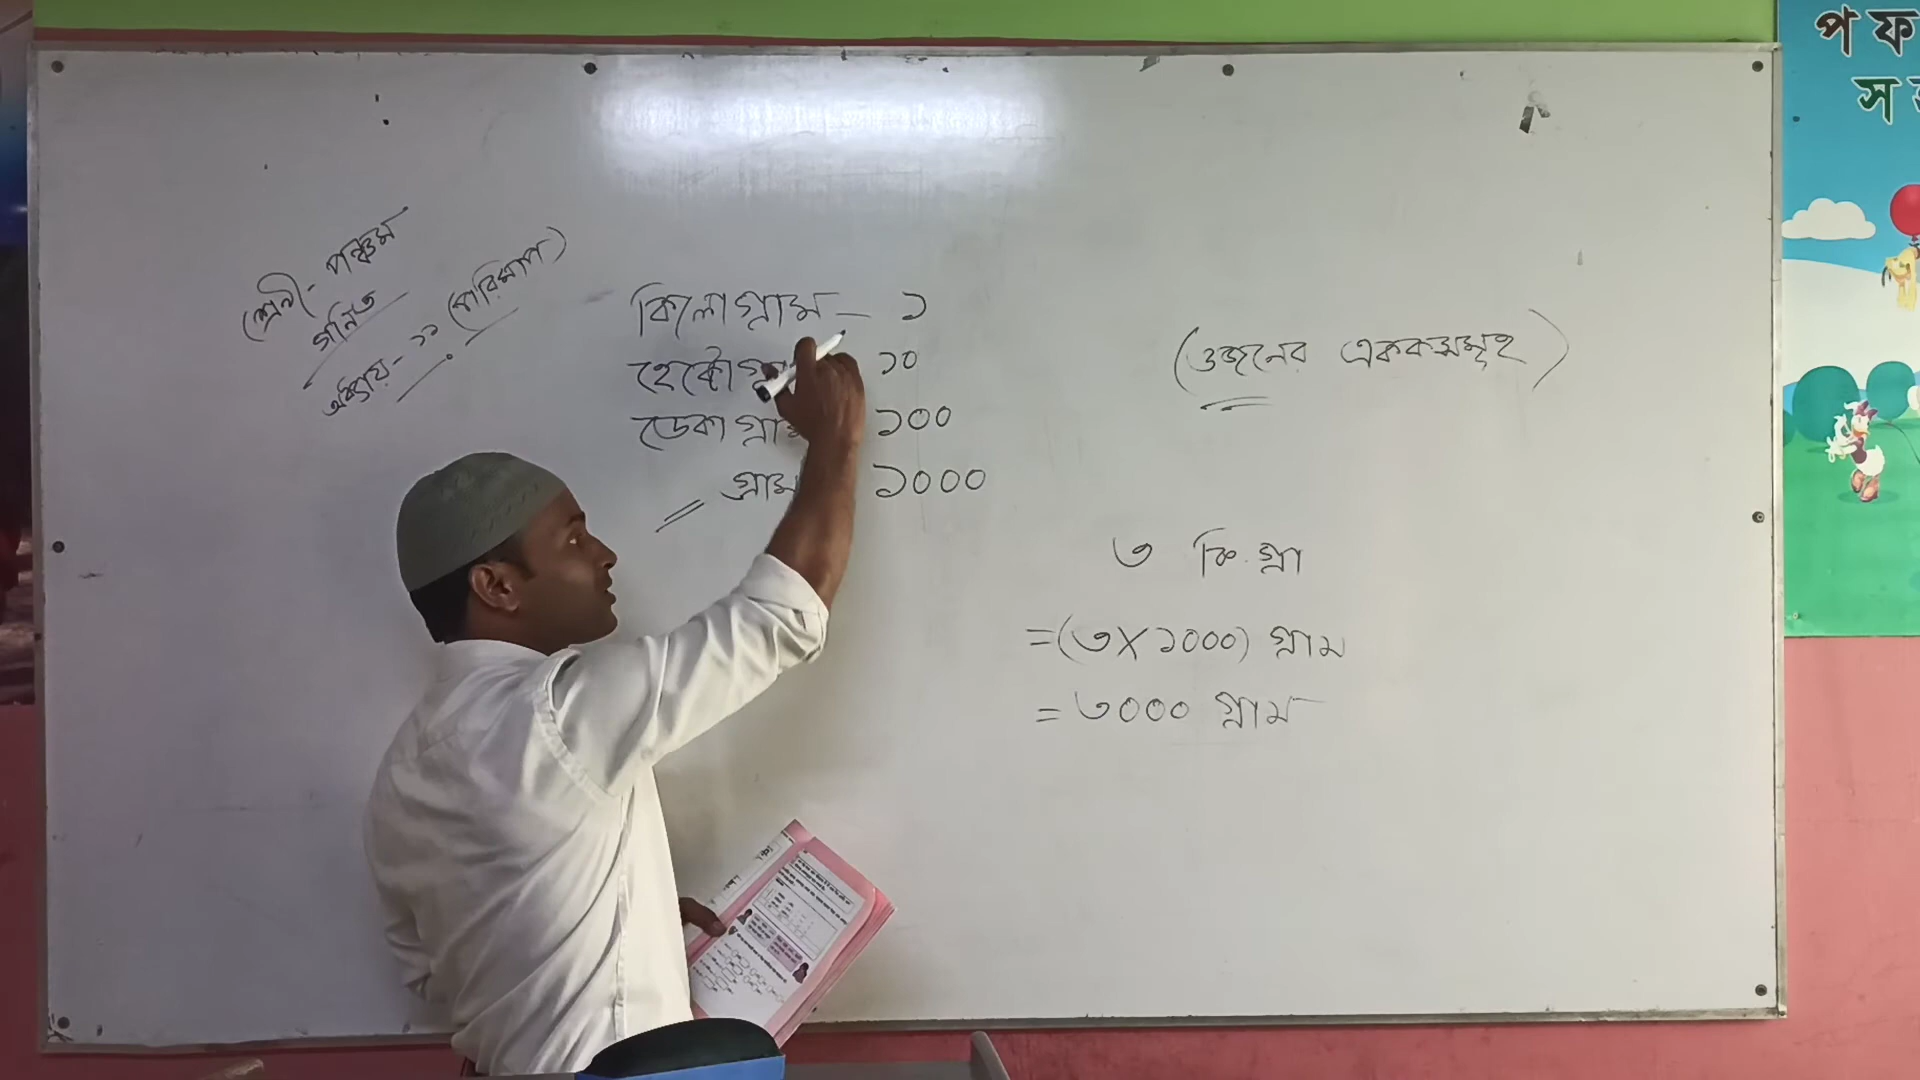 শ্রেনী- পঞ্চম
গনিত
অধ্যায়- ১১ (পরিমাপ)
কিলোগ্রাম - ১
হেক্টোগ্রা ১০
ডেকাগ্রাম ১০০
গ্রাম ১০০০
(ওজনের এককসমূহ)
৩ কি.গ্রা
=(৩X১০০০) গ্রাম
= ৩০০০ গ্রাম
প ফ
স